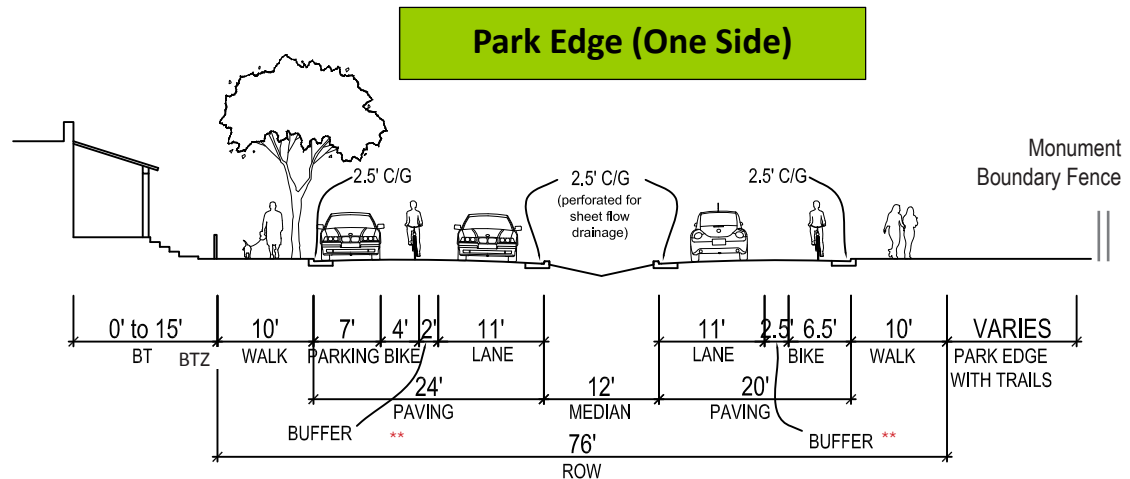 Park Edge (One Side)
Monument
Boundary Fence
2.5' C/G
2.5' C/G
(perforated for
sheet flow
drainage)
2.5' C/G
0' to 15'
BT
BTZ
10'
WALK
7'
PARKING
4'
BIKE
2'
11'
LANE
11'
LANE
2.5'
6.5'
BIKE
10'
WALK
VARIES
PARK EDGE
WITH TRAILS
24'
PAVING
12'
MEDIAN
20'
PAVING
BUFFER **
BUFFER **
76'
ROW